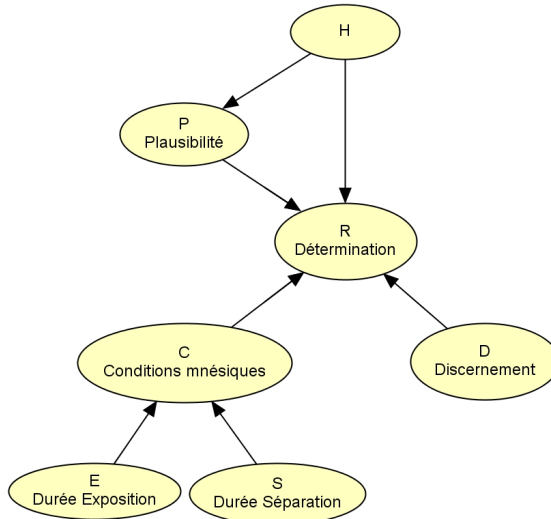 H
P
Plausibilité
R
Détermination
C
Conditions mnésiques
D
Discernement
E
Durée Exposition
S
Durée Séparation